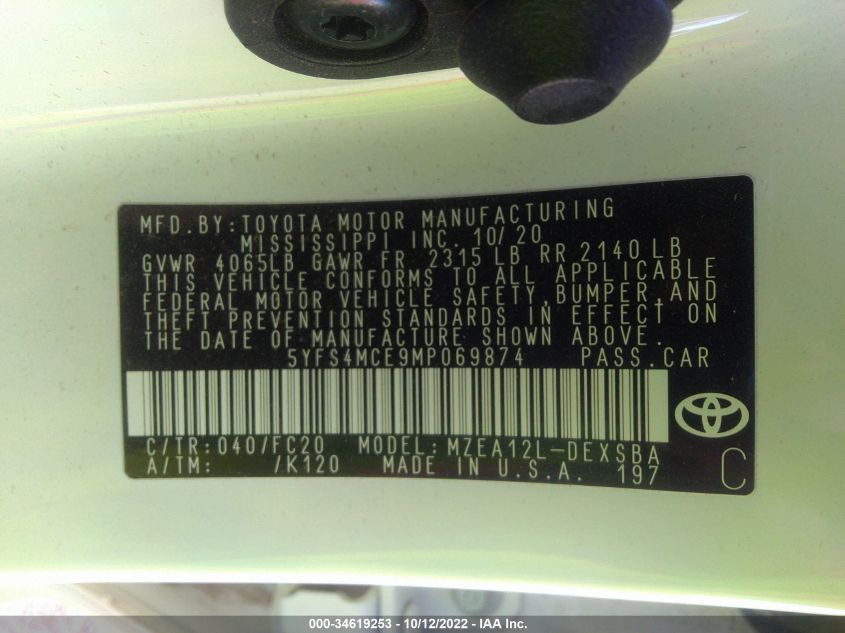 MFD.BY:TOYOTA MOTOR MANUFACTURING
MISSISSIPPI INC. 10/20
GVWR 4065LB GAWR FR 2315 LB RR 2140 LB
THIS VEHICLE CONFORMS TO ALL APPLICABLE
FEDERAL MOTOR VEHICLE SAFETY, BUMPER, AND
THEFT PREVENTION STANDARDS IN EFFECT ON
THE DATE OF MANUFACTURE SHOWN ABOVE.
5YFS4MCE9MP069874 PASS.CAR
C/TR:040/FC20 MODEL:MZEA12L-DEXSBA
A/TM: /K120 MADE IN U.S.A. 197
C
000-34619253 - 10/12/2022 - IAA Inc.